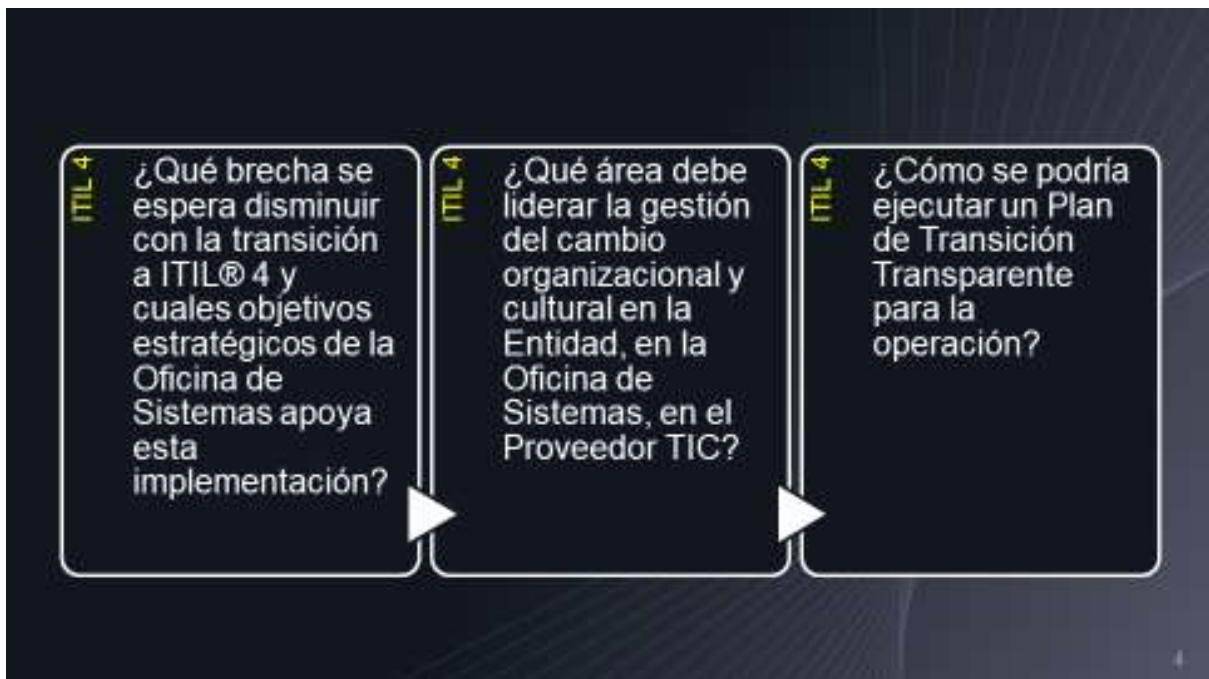 ITIL 4
¿Qué brecha se
espera disminuir
con la transición
a ITIL® 4 y
cuales objetivos
estratégicos de la
Oficina de
Sistemas apoya
esta
implementación?
ITIL 4
¿Qué área debe
liderar la gestión
del cambio
organizacional y
cultural en la
Entidad, en la
Oficina de
Sistemas, en el
Proveedor TIC?
ITIL 4
¿Cómo se podría
ejecutar un Plan
de Transición
Transparente
para la
operación?
4